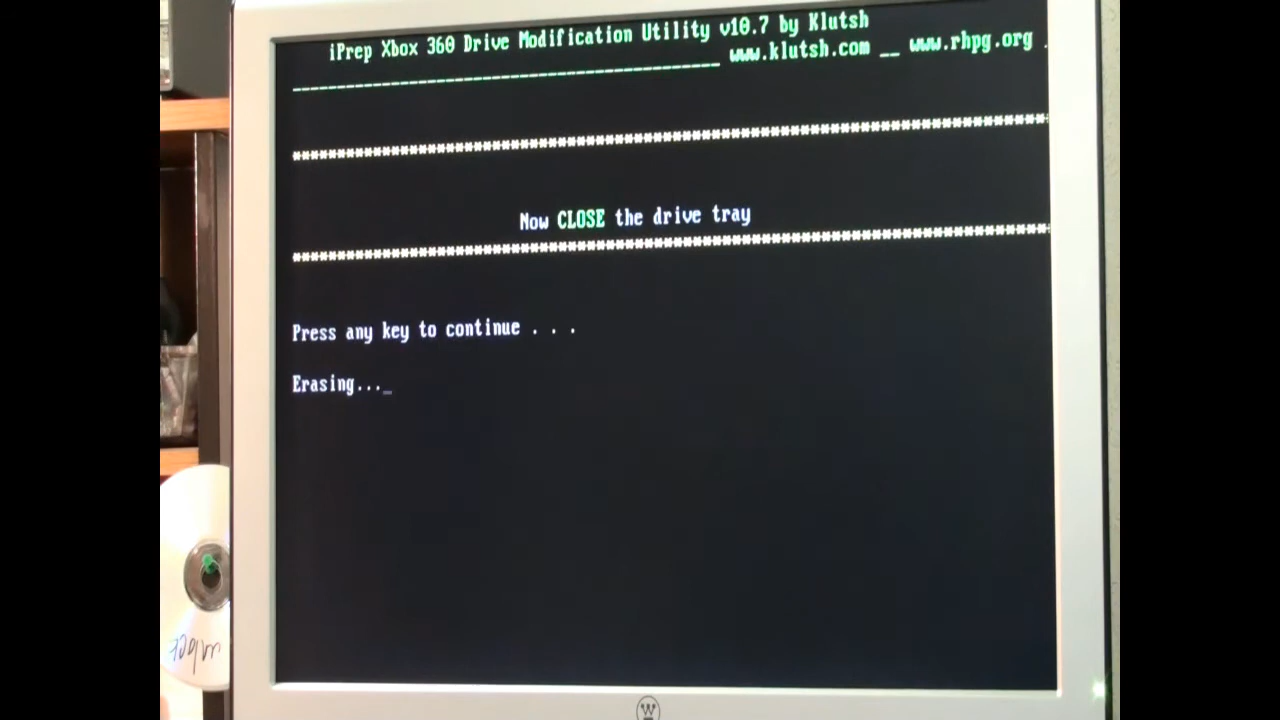 iPrep Xbox 360 Drive Modification Utility v10.7 by Klutsh
www.klutsh.com __ www.rhpg.org .
************************************************************************************
Now CLOSE the drive tray
************************************************************************************
Press any key to continue . . .
Erasing..._